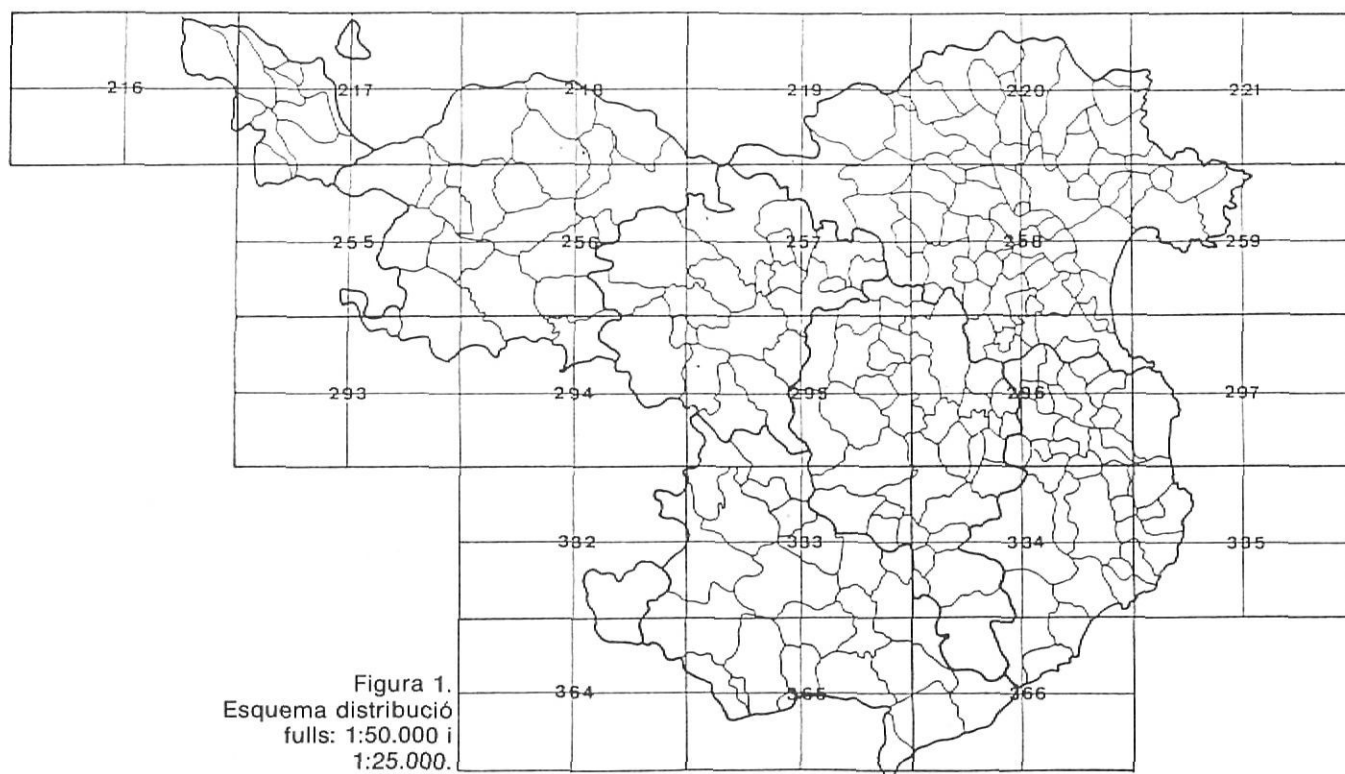 216 217 218 219 220 221
255 256 257 258 259
293 294 295 296 297
332 333 334 335
364 365 366
Figura 1.
Esquema distribució
fulls: 1:50.000 i
1:25.000.